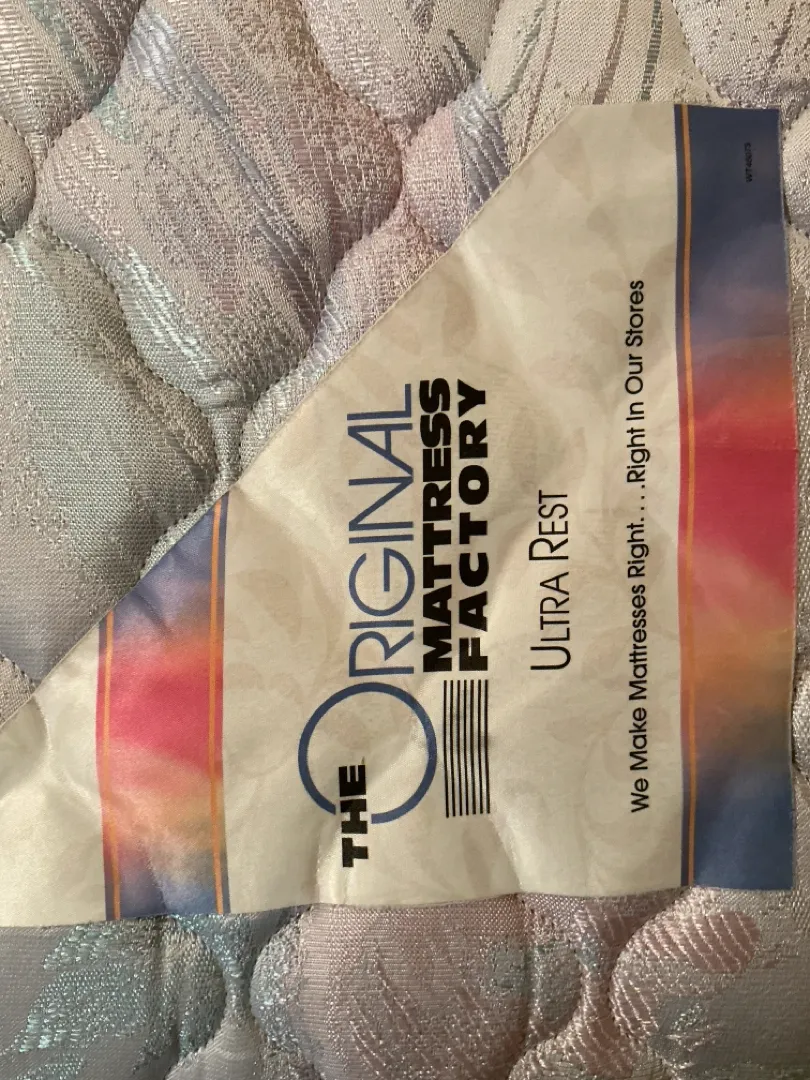 THE ORIGINAL
MATTRESS
FACTORY
ULTRA REST
We Make Mattresses Right. . . .Right In Our Stores